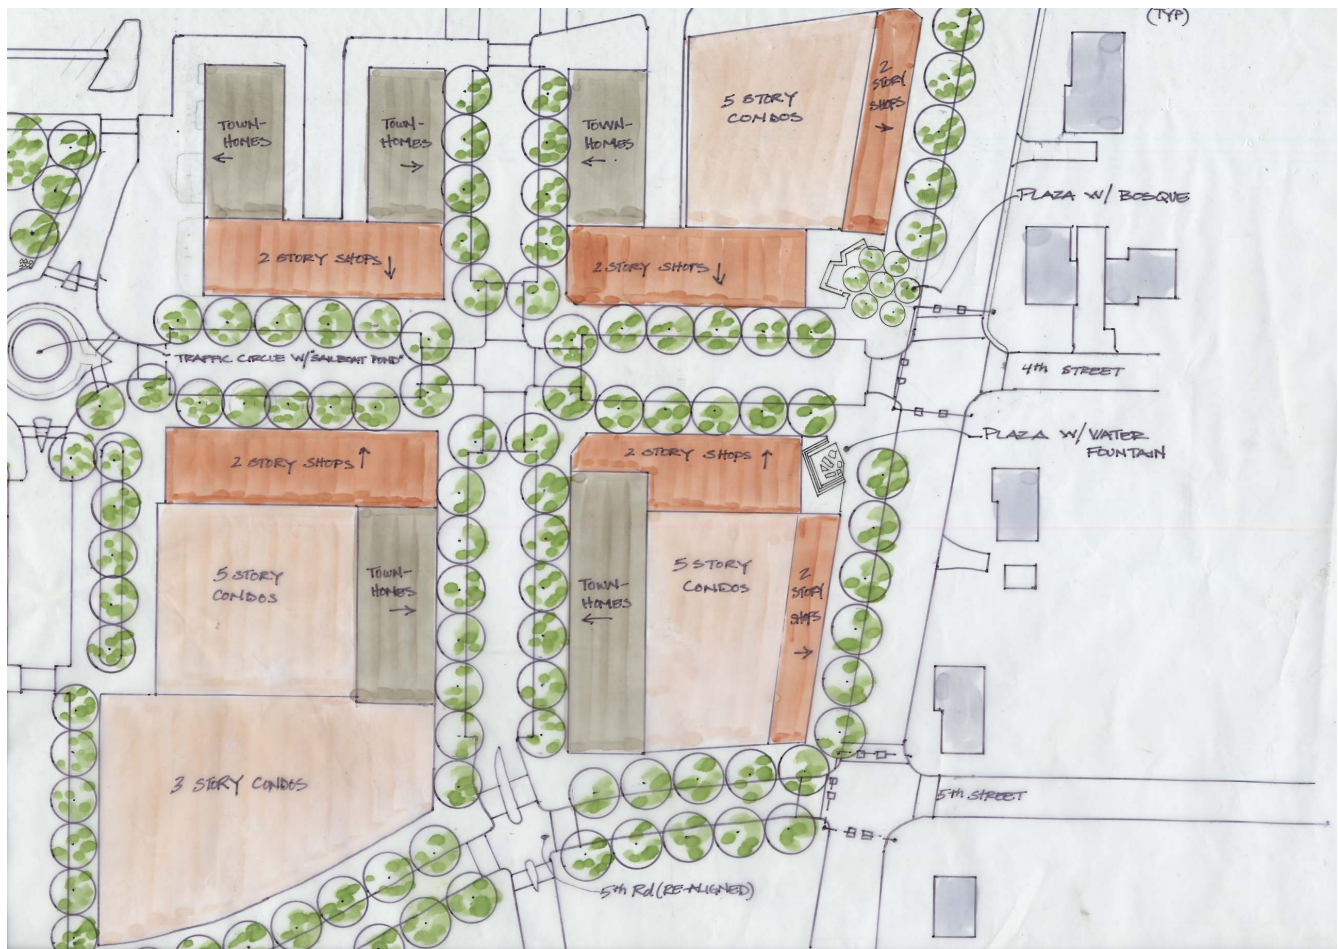 (TYP)
5 STORY
CONDOS
2
STORY
SHOPS
TOWN-
HOMES
TOWN-
HOMES
TOWN-
HOMES
PLAZA W/ BOSQUE
2 STORY SHOPS
2 STORY SHOPS
TRAFFIC CIRCLE W/"SAILBOAT POND"
4th STREET
PLAZA W/ WATER
FOUNTAIN
2 STORY SHOPS
2 STORY SHOPS
5 STORY
CONDOS
TOWN-
HOMES
TOWN-
HOMES
5 STORY
CONDOS
2
STORY
SHOPS
3 STORY CONDOS
5th STREET
5th Rd (RE-ALIGNED)